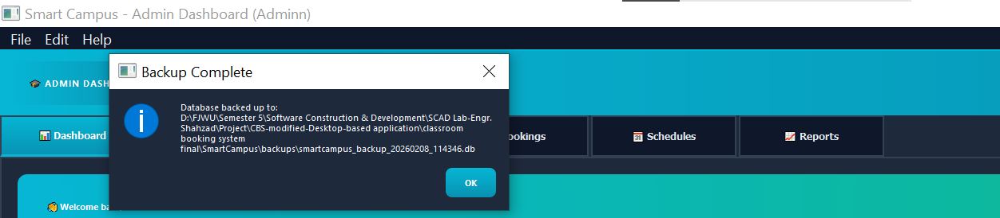 Smart Campus - Admin Dashboard (Adminn)
File Edit Help
Backup Complete
🎓 ADMIN DASH
Database backed up to:
D:\FJWU\Semester 5\Software Construction & Development\SCAD Lab-Engr.
Shahzad\Project\CBS-modified-Desktop-based application\classroom
booking system
final\SmartCampus\backups\smartcampus_backup_20260208_114346.db
OK
📊 Dashboard ookings 📅 Schedules 📈 Reports
Welcome ba